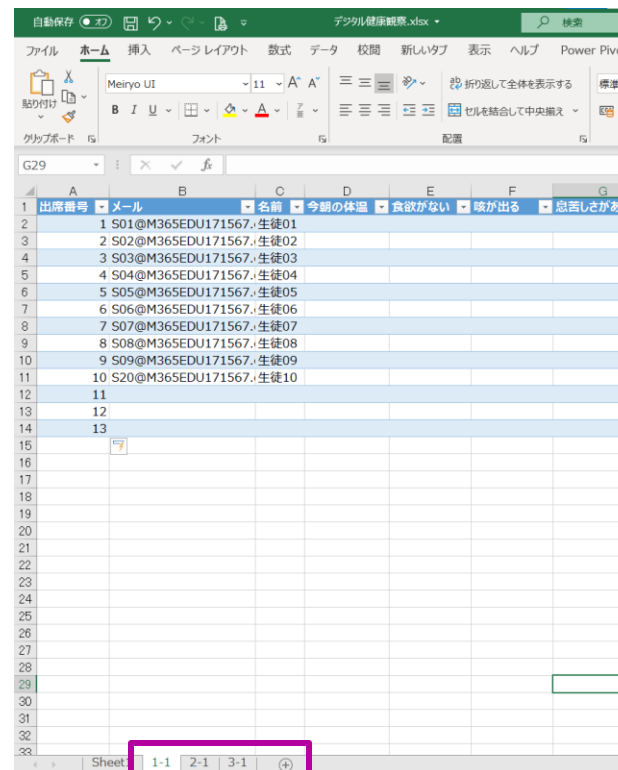 自動保存 オフ デジタル健康観察.xlsx 検索
ファイル ホーム 挿入 ページ レイアウト 数式 データ 校閲 新しいタブ 表示 ヘルプ Power Piv
貼り付け Meiryo UI 11 A A 折り返して全体を表示する 標準
B I U A セルを結合して中央揃え
クリップボード フォント 配置
G29 fx
A B C D E F G
1 出席番号 メール 名前 今朝の体温 食欲がない 咳が出る 息苦しさがあ
2 1 S01@M365EDU171567. 生徒01
3 2 S02@M365EDU171567. 生徒02
4 3 S03@M365EDU171567. 生徒03
5 4 S04@M365EDU171567. 生徒04
6 5 S05@M365EDU171567. 生徒05
7 6 S06@M365EDU171567. 生徒06
8 7 S07@M365EDU171567. 生徒07
9 8 S08@M365EDU171567. 生徒08
10 9 S09@M365EDU171567. 生徒09
11 10 S20@M365EDU171567. 生徒10
12 11
13 12
14 13
15
16
17
18
19
20
21
22
23
24
25
26
27
28
29
30
31
32
33
Sheet 1-1 2-1 3-1